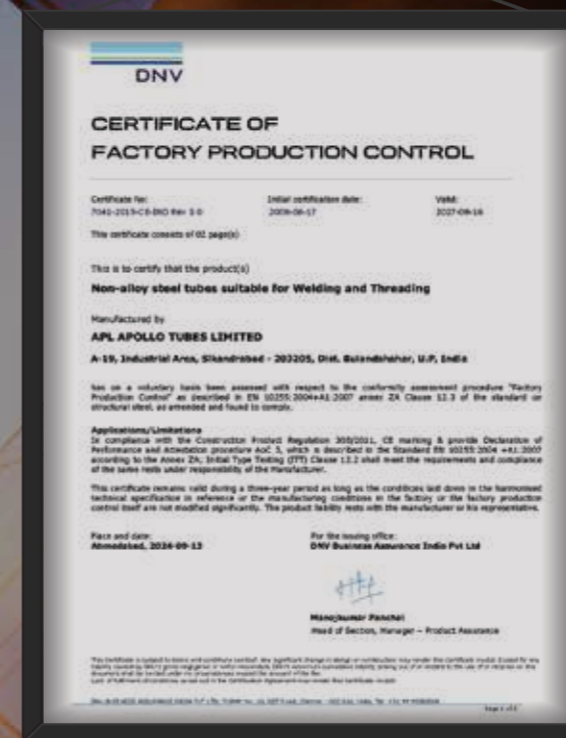 DNV
CERTIFICATE OF
FACTORY PRODUCTION CONTROL
Certificate No: Initial certification date: Valid:
2027-09-16
This certificate consists of 02 page(s)
This is to certify that the product(s)
Non-alloy steel tubes suitable for Welding and Threading
Manufactured by
APL APOLLO TUBES LIMITED
A-19, Industrial Area, Sikandrabad - 203205, Dist. Bulandshahar, U.P, India
has on a voluntary basis been assessed with respect to the conformity assessment procedure "Factory
Production Control" as described in EN 10255:2004+A1:2007 annex ZA Clause 12.3 of the standard on
structural steel, as amended and found to comply.
Applications/Limitations
In compliance with the Construction Product Regulation 305/2011, CE marking & provide Declaration of
Performance and Attestation procedure AoC 3, which is described in the Standard EN 10255:2004 +A1:2007
according to the Annex ZA, Initial Type Testing (ITT) Clause 12.2 shall meet the requirements and compliance
of the same rests under responsibility of the Manufacturer.
This certificate remains valid during a three-year period as long as the conditions laid down in the harmonised
technical specification in reference or the manufacturing conditions in the factory or the factory production
control itself are not modified significantly. The product liability rests with the manufacturer or his representative.
Place and date: For the issuing office:
Ahmedabad, 2024-09-13 DNV Business Assurance India Pvt Ltd
Manojkumar Panchal
Head of Section, Manager – Product Assurance